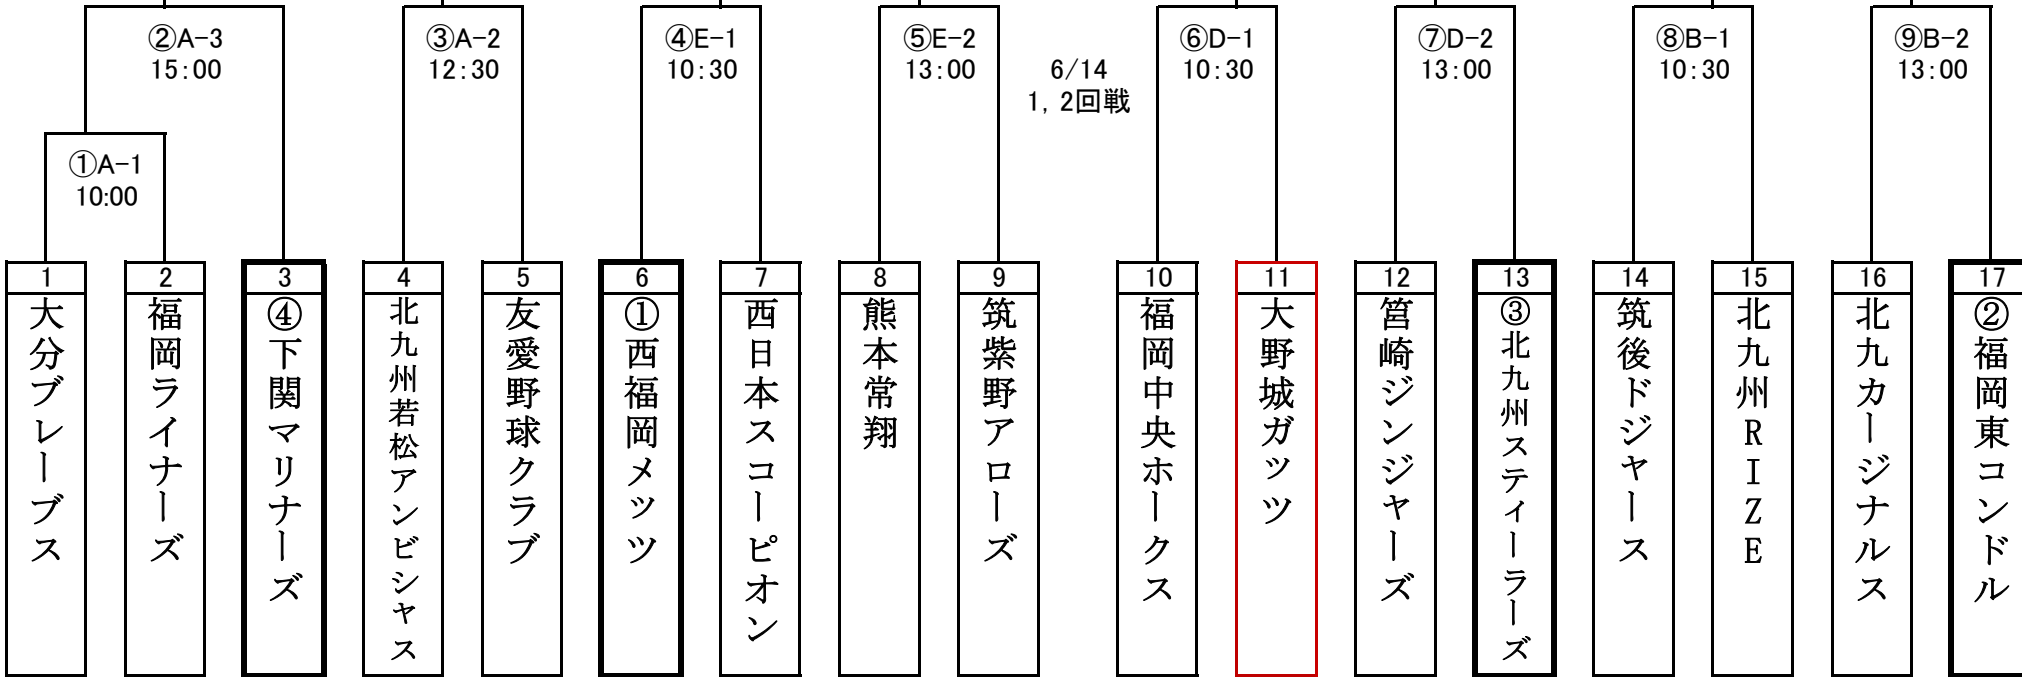 ②A-3
15:00
③A-2
12:30
④E-1
10:30
⑤E-2
13:00
6/14
1, 2回戦
⑥D-1
10:30
⑦D-2
13:00
⑧B-1
10:30
⑨B-2
13:00
①A-1
10:00
1
大分ブレーブス
2
福岡ライナーズ
3
④下関マリナーズ
4
北九州若松アンビシャス
5
友愛野球クラブ
6
①西福岡メッツ
7
西日本スコーピオン
8
熊本常翔
9
筑紫野アローズ
10
福岡中央ホークス
11
大野城ガッツ
12
筥崎ジンジャーズ
13
③北九州スティーラーズ
14
筑後ドジャース
15
北九州RIZE
16
北九カージナルス
17
②福岡東コンドル